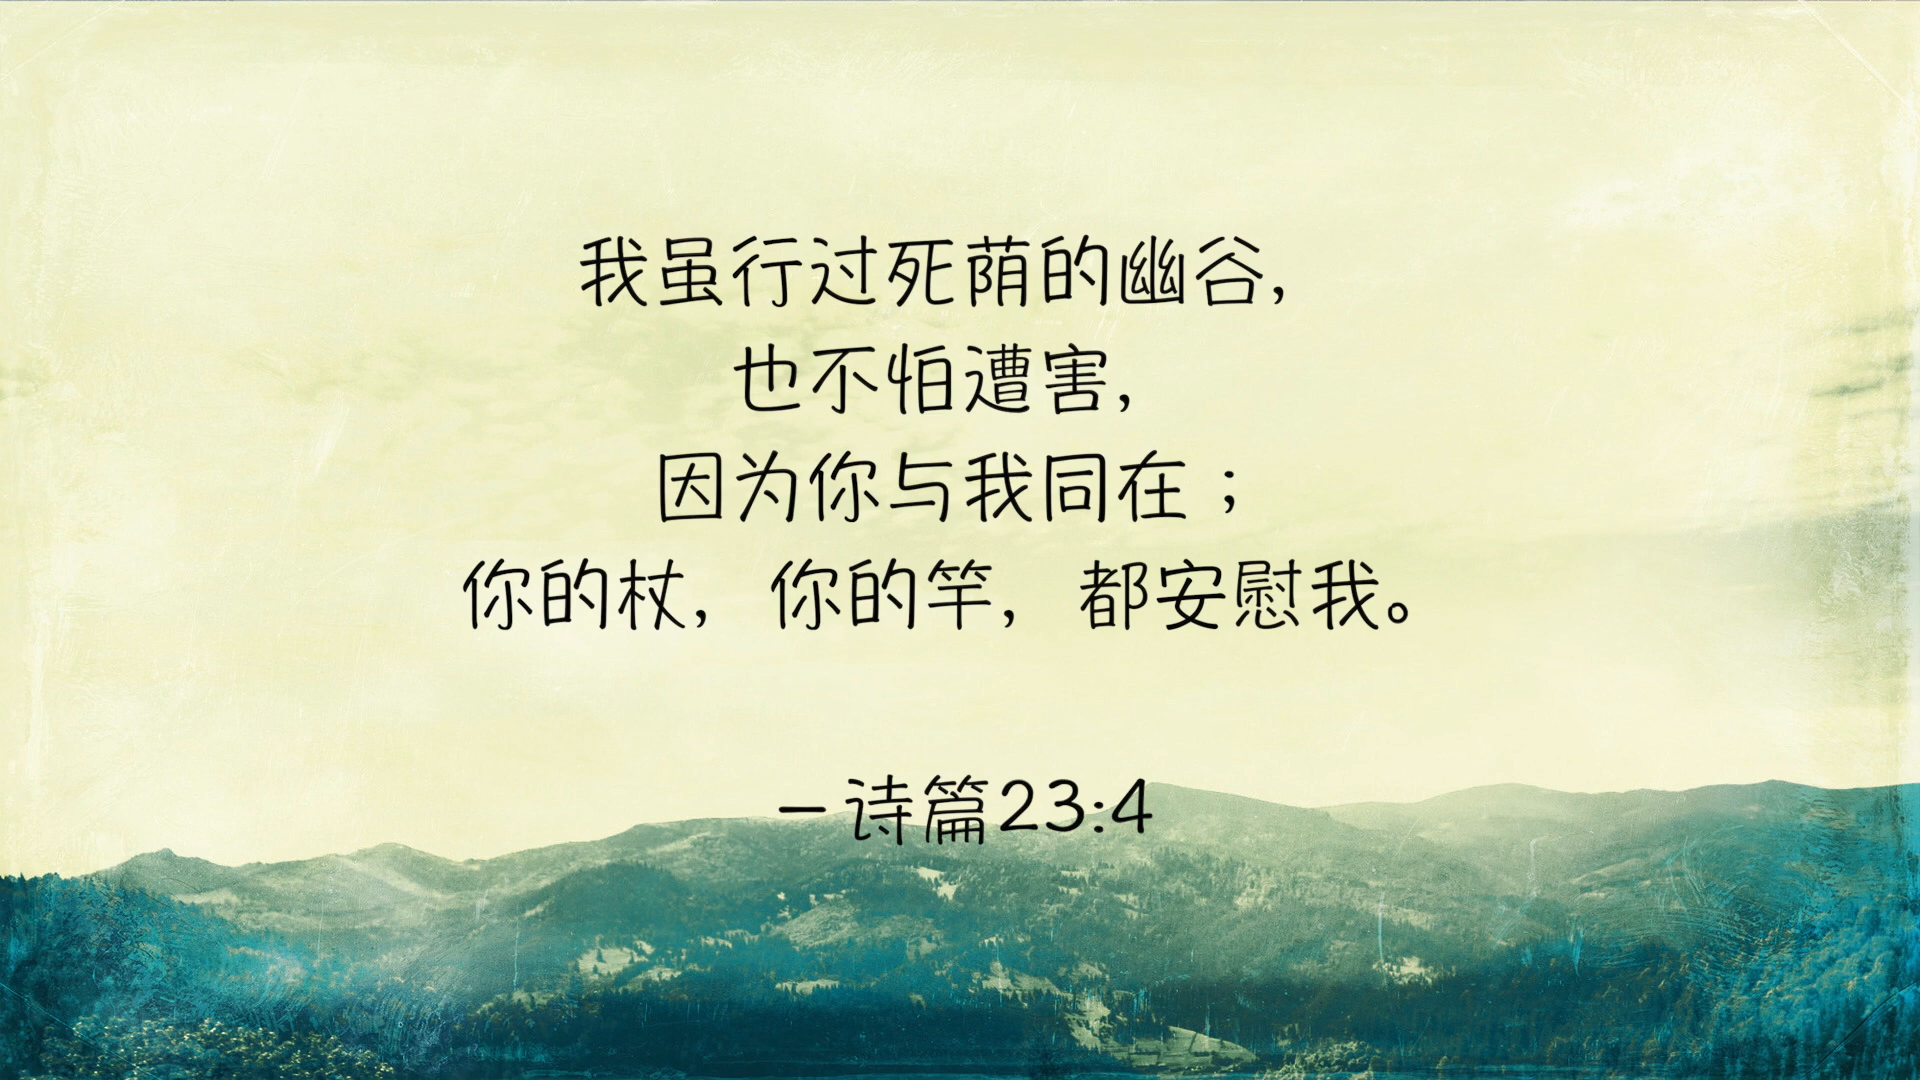 我虽行过死荫的幽谷，
也不怕遭害，
因为你与我同在；
你的杖，你的竿，都安慰我。
– 诗篇23:4